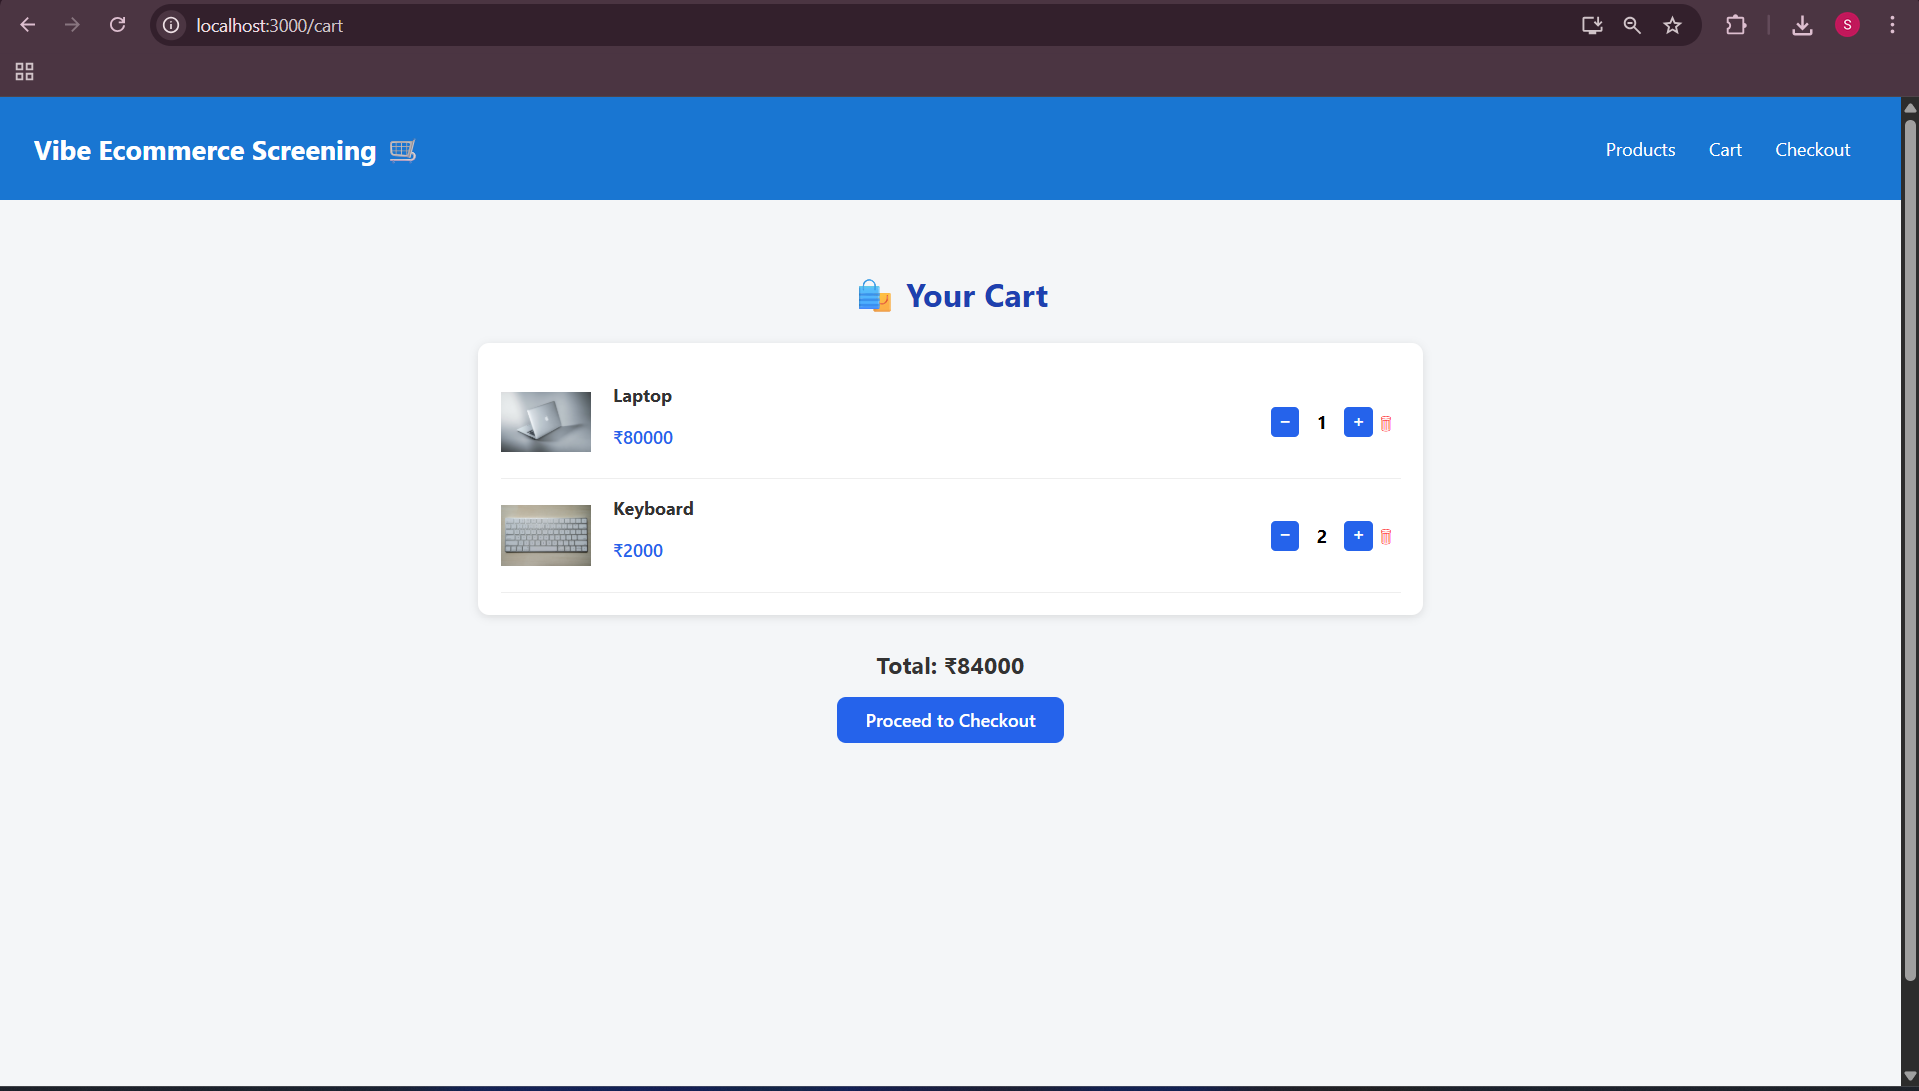 localhost:3000/cart
S
Vibe Ecommerce Screening
Products Cart Checkout
Your Cart
Laptop
₹80000
− 1 +
Keyboard
₹2000
− 2 +
Total: ₹84000
Proceed to Checkout